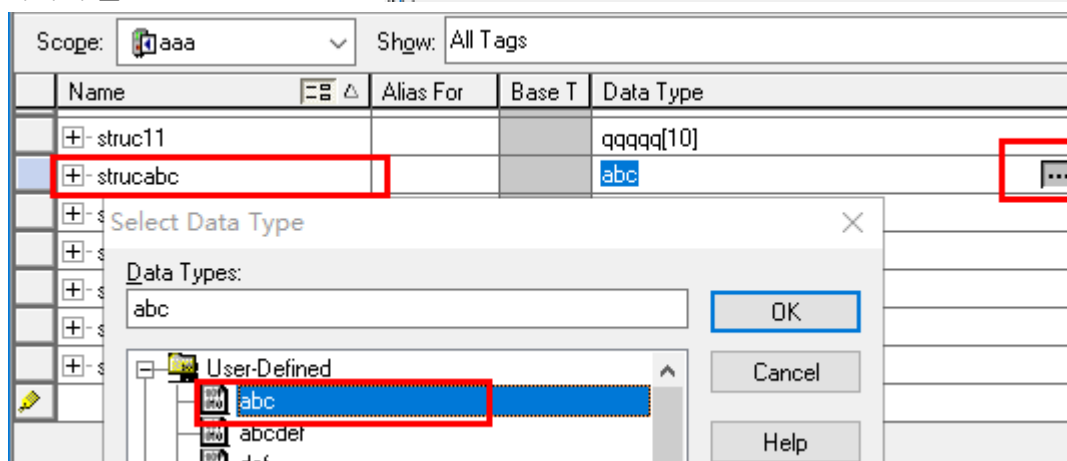 Scope: aaa Show: All Tags
Name Alias For Base T Data Type
struc11 qqqqq[10]
strucabc abc
s
Select Data Type
s
Data Types:
s
abc OK
s
s
User-Defined
Cancel
abc
abcdef
Help